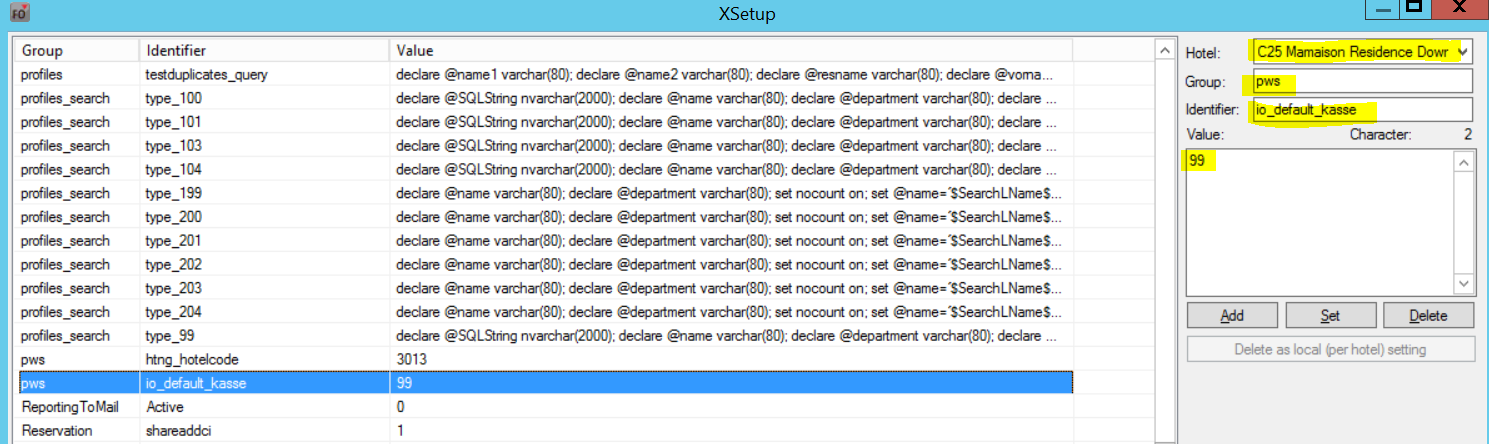 FO XSetup
Group Identifier Value
profiles testduplicates_query declare @name1 varchar(80); declare @name2 varchar(80); declare @resname varchar(80); declare @voma...
profiles_search type_100 declare @SQLString nvarchar(2000); declare @name varchar(80); declare @department varchar(80); declare ...
profiles_search type_101 declare @SQLString nvarchar(2000); declare @name varchar(80); declare @department varchar(80); declare ...
profiles_search type_103 declare @SQLString nvarchar(2000); declare @name varchar(80); declare @department varchar(80); declare ...
profiles_search type_104 declare @SQLString nvarchar(2000); declare @name varchar(80); declare @department varchar(80); declare ...
profiles_search type_199 declare @name varchar(80); declare @department varchar(80); set nocount on; set @name=´$SearchLName$...
profiles_search type_200 declare @name varchar(80); declare @department varchar(80); set nocount on; set @name=´$SearchLName$...
profiles_search type_201 declare @name varchar(80); declare @department varchar(80); set nocount on; set @name=´$SearchLName$...
profiles_search type_202 declare @name varchar(80); declare @department varchar(80); set nocount on; set @name=´$SearchLName$...
profiles_search type_203 declare @name varchar(80); declare @department varchar(80); set nocount on; set @name=´$SearchLName$...
profiles_search type_204 declare @name varchar(80); declare @department varchar(80); set nocount on; set @name=´$SearchLName$...
profiles_search type_99 declare @SQLString nvarchar(2000); declare @name varchar(80); declare @department varchar(80); declare ...
pws htng_hotelcode 3013
pws io_default_kasse 99
ReportingToMail Active 0
Reservation shareaddci 1
Hotel: C25 Mamaison Residence Dowr
Group: pws
Identifier: io_default_kasse
Value: Character: 2
99
Add Set Delete
Delete as local (per hotel) setting